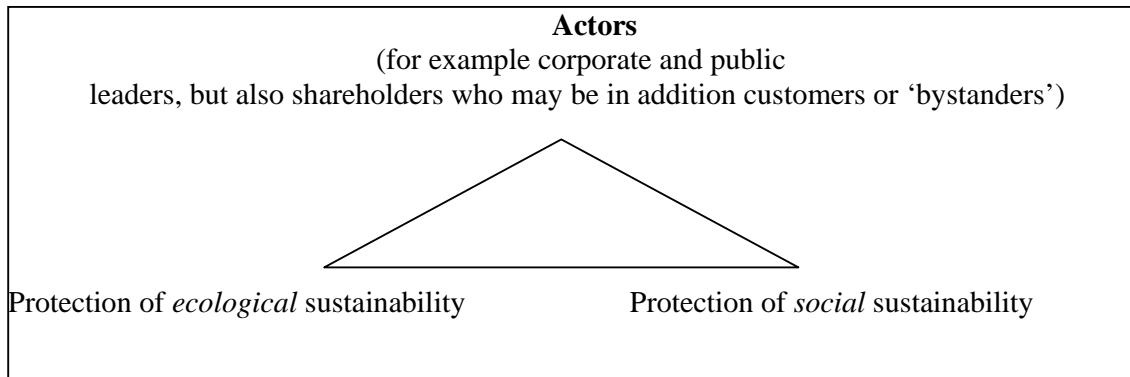 Actors
(for example corporate and public
leaders, but also shareholders who may be in addition customers or ‘bystanders’)
Protection of ecological sustainability
Protection of social sustainability